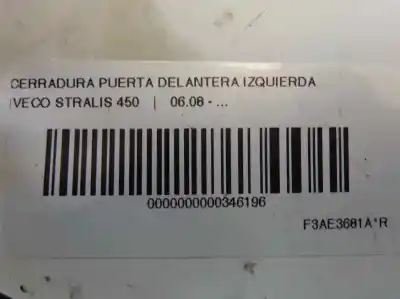 CERRADURA PUERTA DELANTERA IZQUIERDA
IVECO STRALIS 450 | 06.08 - ...
0000000000346196
F3AE3681A*R